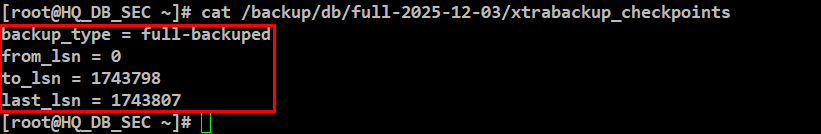 [root@HQ_DB_SEC ~]# cat /backup/db/full-2025-12-03/xtrabackup_checkpoints
backup_type = full-backuped
from_lsn = 0
to_lsn = 1743798
last_lsn = 1743807
[root@HQ_DB_SEC ~]#